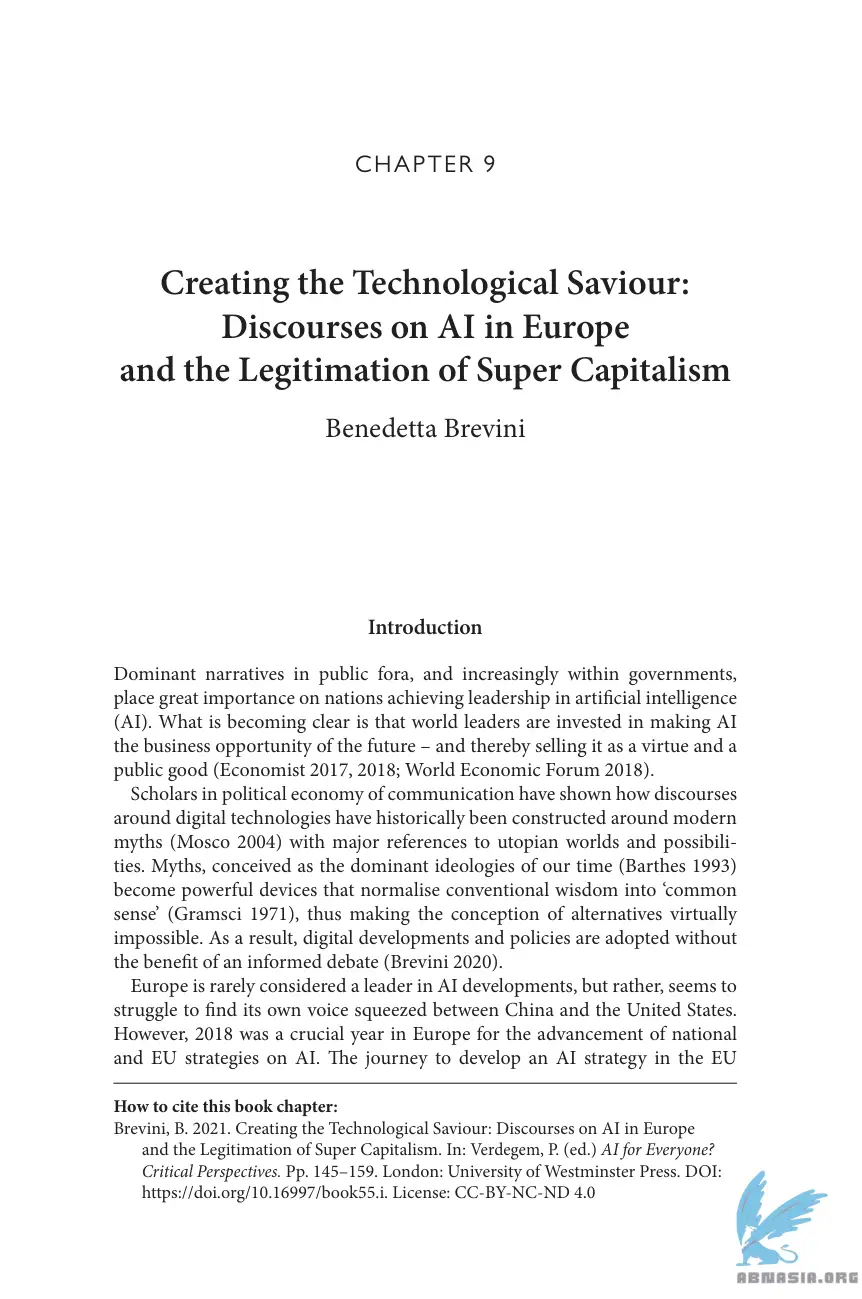 CHAPTER 9
Creating the Technological Saviour:
Discourses on AI in Europe
and the Legitimation of Super Capitalism
Benedetta Brevini
Introduction
Dominant narratives in public fora, and increasingly within governments,
place great importance on nations achieving leadership in artificial intelligence
(AI). What is becoming clear is that world leaders are invested in making AI
the business opportunity of the future – and thereby selling it as a virtue and a
public good (Economist 2017, 2018; World Economic Forum 2018).
Scholars in political economy of communication have shown how discourses
around digital technologies have historically been constructed around modern
myths (Mosco 2004) with major references to utopian worlds and possibili-
ties. Myths, conceived as the dominant ideologies of our time (Barthes 1993)
become powerful devices that normalise conventional wisdom into ‘common
sense’ (Gramsci 1971), thus making the conception of alternatives virtually
impossible. As a result, digital developments and policies are adopted without
the benefit of an informed debate (Brevini 2020).
Europe is rarely considered a leader in AI developments, but rather, seems to
struggle to find its own voice squeezed between China and the United States.
However, 2018 was a crucial year in Europe for the advancement of national
and EU strategies on AI. The journey to develop an AI strategy in the EU
How to cite this book chapter:
Brevini, B. 2021. Creating the Technological Saviour: Discourses on AI in Europe
and the Legitimation of Super Capitalism. In: Verdegem, P. (ed.) AI for Everyone?
Critical Perspectives. Pp. 145–159. London: University of Westminster Press. DOI:
https://doi.org/10.16997/book55.i. License: CC-BY-NC-ND 4.0
ABNASIA.ORG